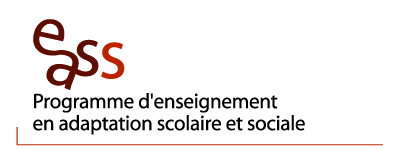 eass
Programme d'enseignement
en adaptation scolaire et sociale